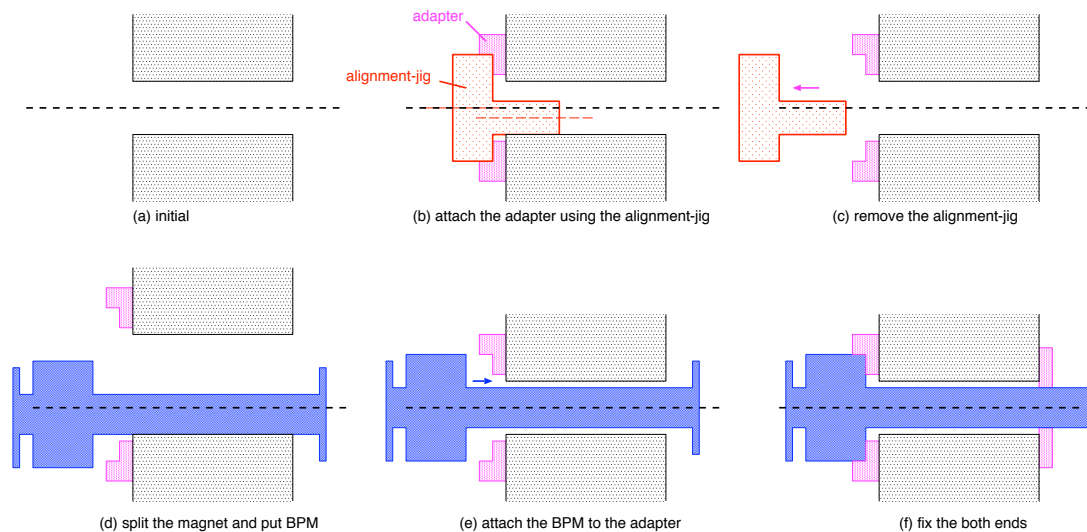 adapter
alignment-jig
(a) initial
(b) attach the adapter using the alignment-jig
(c) remove the alignment-jig
(d) split the magnet and put BPM
(e) attach the BPM to the adapter
(f) fix the both ends